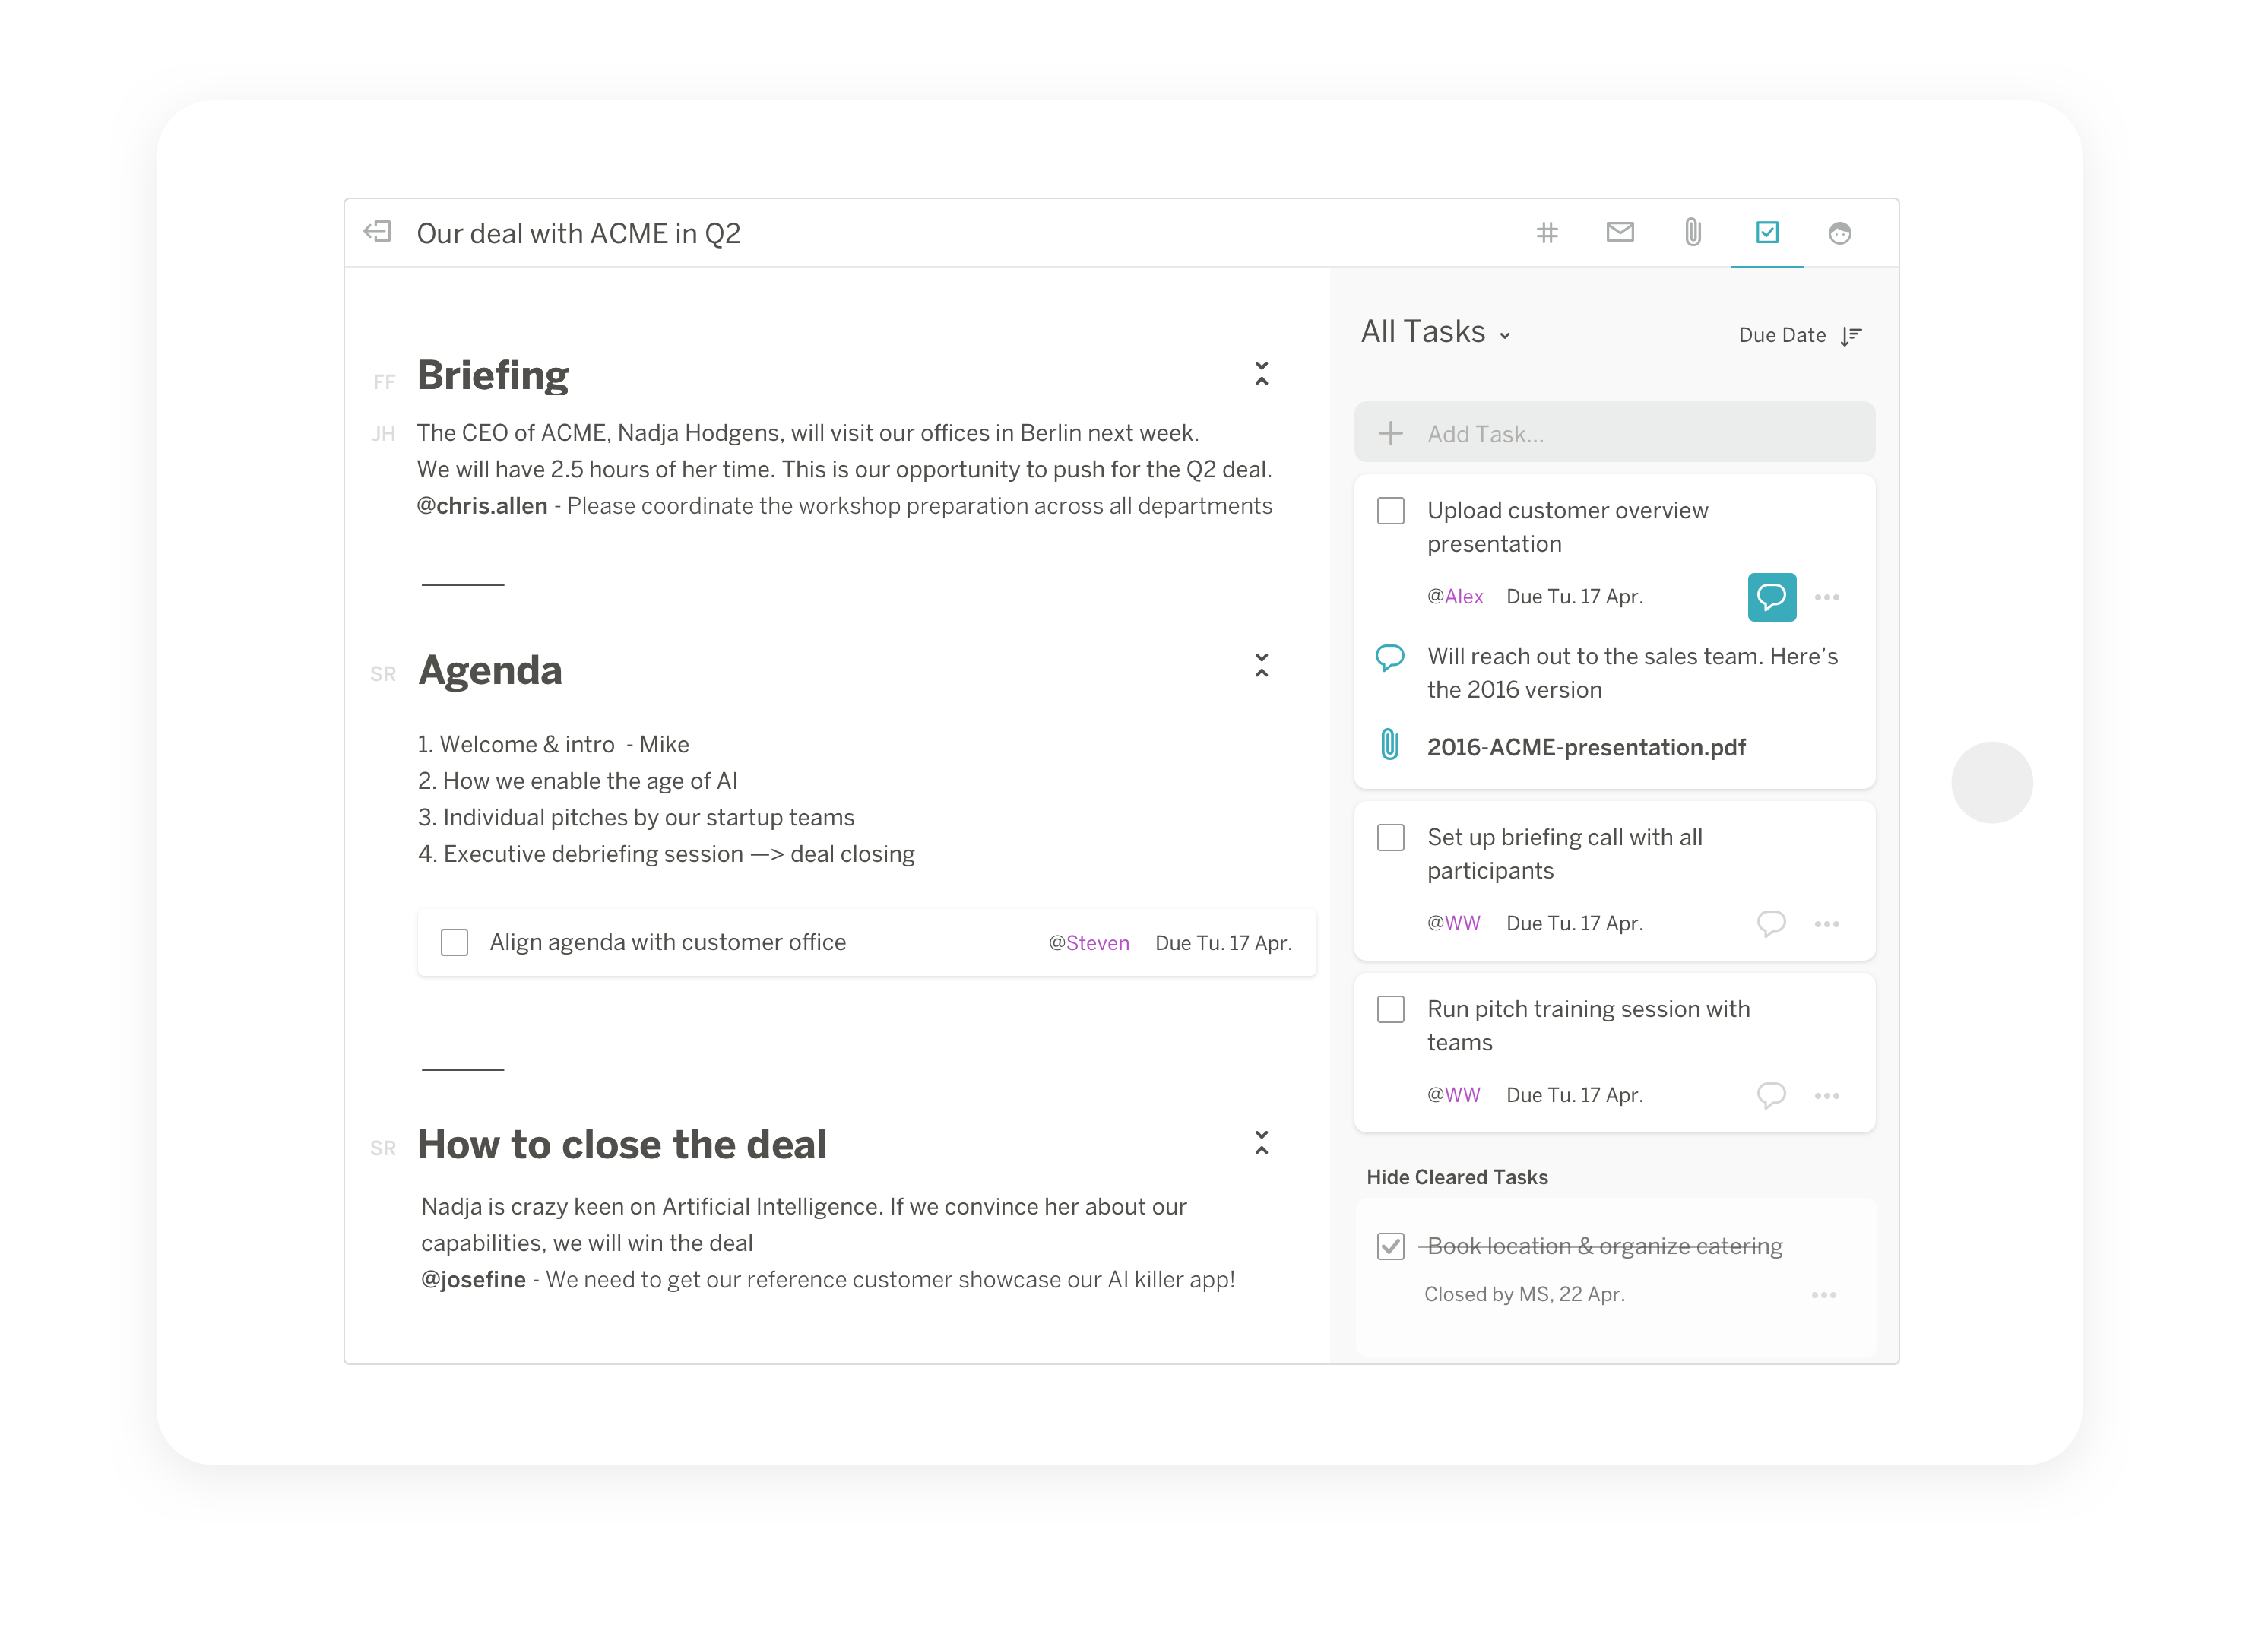 Our deal with ACME in Q2
FF Briefing
JH The CEO of ACME, Nadja Hodgens, will visit our offices in Berlin next week.
We will have 2.5 hours of her time. This is our opportunity to push for the Q2 deal.
@chris.allen - Please coordinate the workshop preparation across all departments
SR Agenda
1. Welcome & intro - Mike
2. How we enable the age of AI
3. Individual pitches by our startup teams
4. Executive debriefing session —> deal closing
Align agenda with customer office @Steven Due Tu. 17 Apr.
SR How to close the deal
Nadja is crazy keen on Artificial Intelligence. If we convince her about our
capabilities, we will win the deal
@josefine - We need to get our reference customer showcase our AI killer app!
All Tasks Due Date
Add Task...
Upload customer overview
presentation
@Alex Due Tu. 17 Apr.
Will reach out to the sales team. Here’s
the 2016 version
2016-ACME-presentation.pdf
Set up briefing call with all
participants
@WW Due Tu. 17 Apr.
Run pitch training session with
teams
@WW Due Tu. 17 Apr.
Hide Cleared Tasks
Book location & organize catering
Closed by MS, 22 Apr.